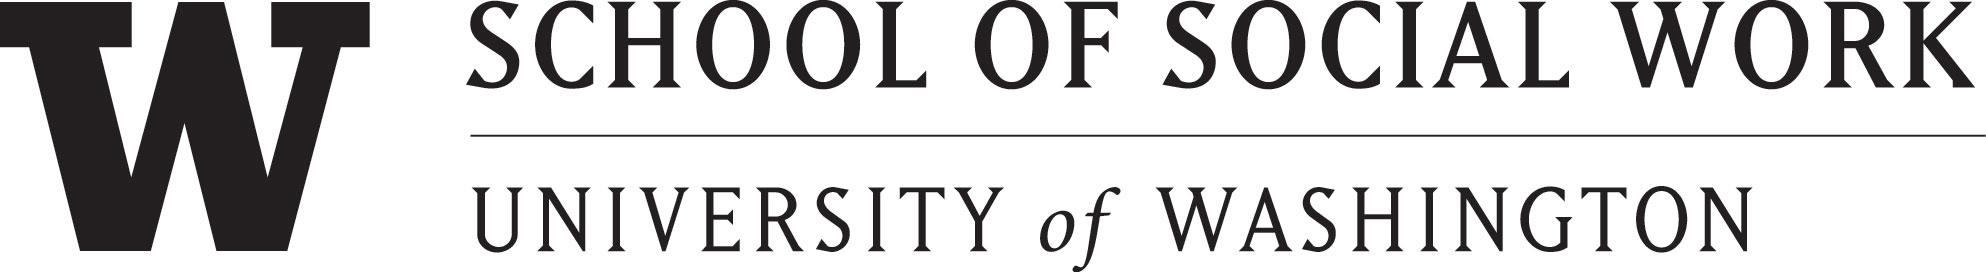 W
SCHOOL OF SOCIAL WORK
UNIVERSITY of WASHINGTON